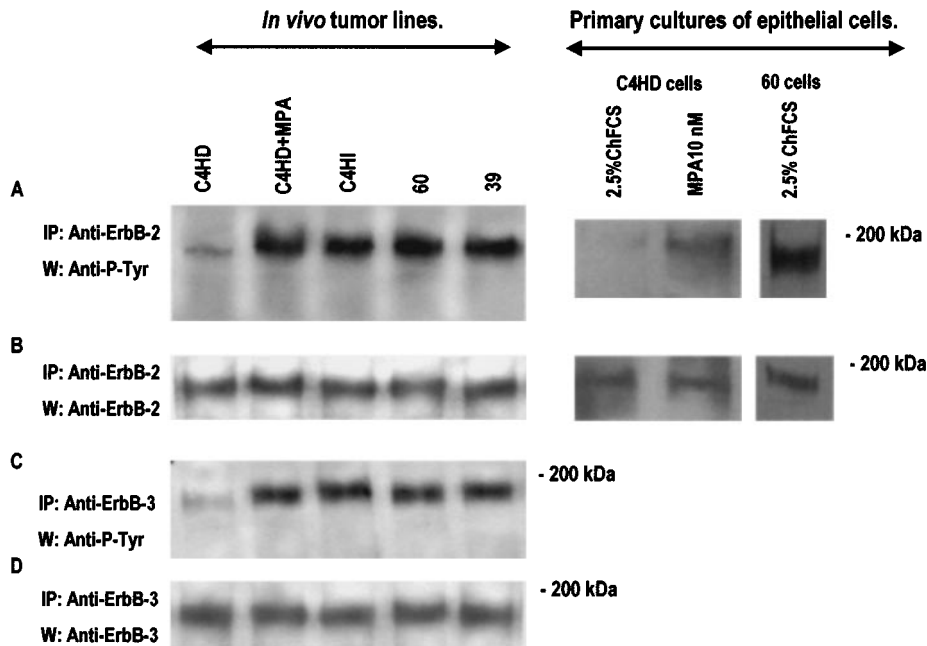 In vivo tumor lines.
Primary cultures of epithelial cells.
C4HD cells
60 cells
C4HD
C4HD+MPA
C4HI
60
39
2.5%ChFCS
MPA10 nM
2.5% ChFCS
A
IP: Anti-ErbB-2
W: Anti-P-Tyr
- 200 kDa
B
IP: Anti-ErbB-2
W: Anti-ErbB-2
- 200 kDa
C
IP: Anti-ErbB-3
W: Anti-P-Tyr
- 200 kDa
D
IP: Anti-ErbB-3
W: Anti-ErbB-3
- 200 kDa